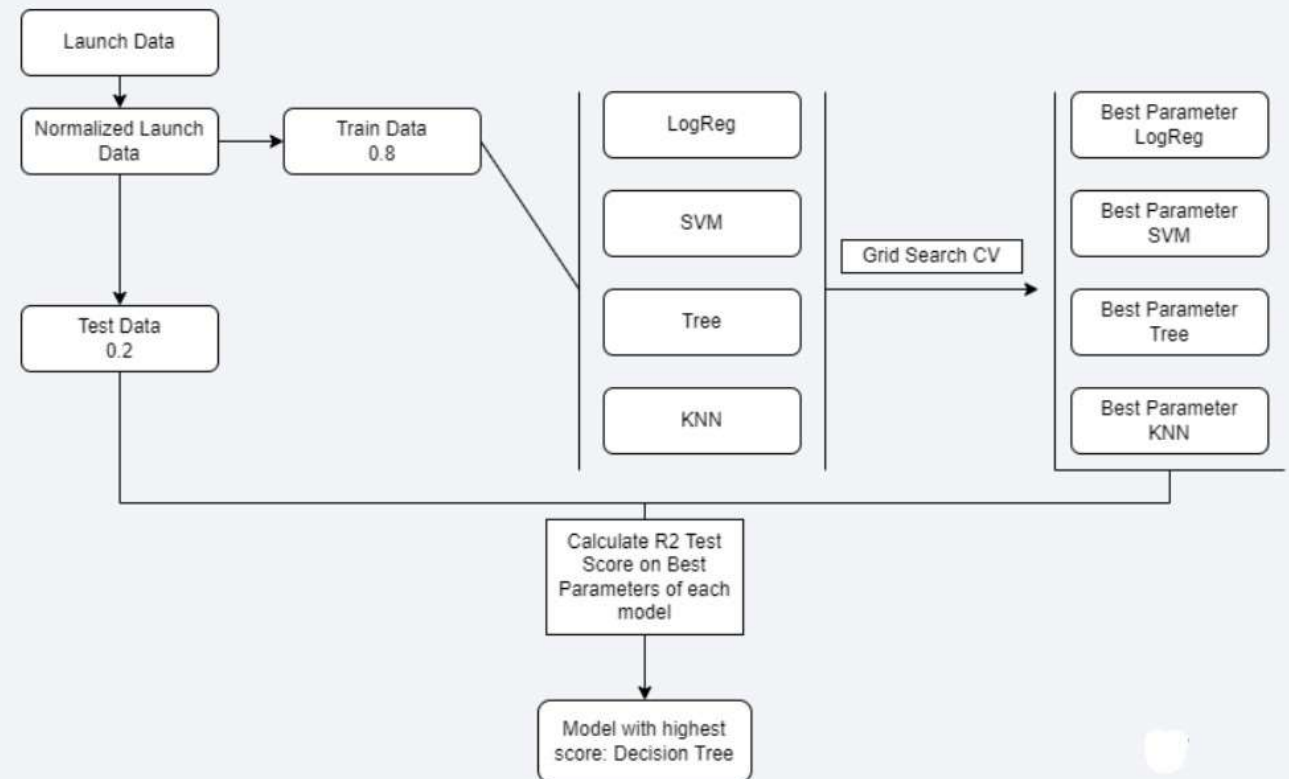 Launch Data
Normalized Launch
Data
Train Data
0.8
Test Data
0.2
LogReg
SVM
Tree
KNN
Grid Search CV
Best Parameter
LogReg
Best Parameter
SVM
Best Parameter
Tree
Best Parameter
KNN
Calculate R2 Test
Score on Best
Parameters of each
model
Model with highest
score: Decision Tree